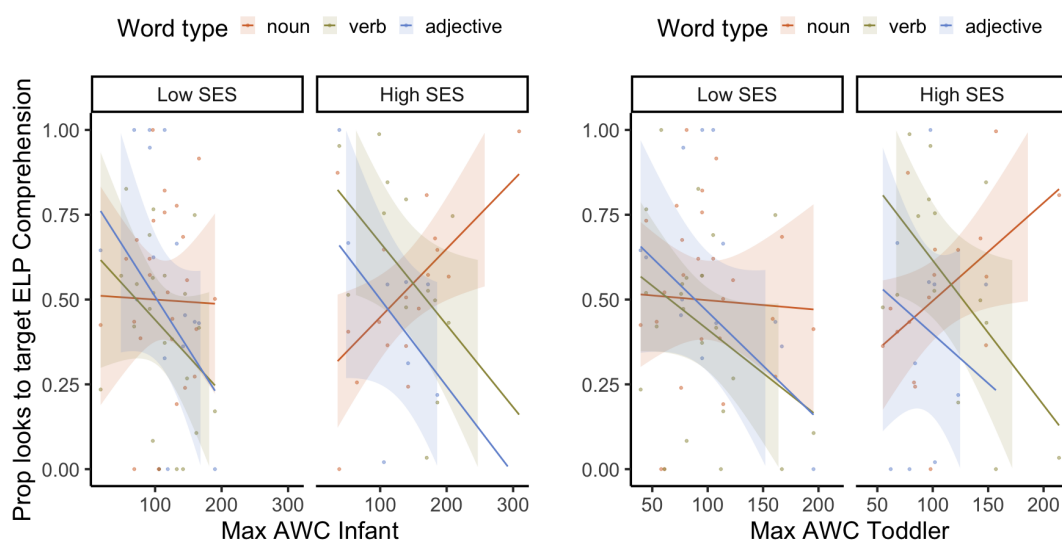 Word type noun verb adjective
Word type noun verb adjective
Low SES
High SES
Low SES
High SES
Prop looks to target ELP Comprehension
1.00
0.75
0.50
0.25
0.00
1.00
0.75
0.50
0.25
0.00
100 200 300
100 200 300
50 100 150 200
50 100 150 200
Max AWC Infant
Max AWC Toddler